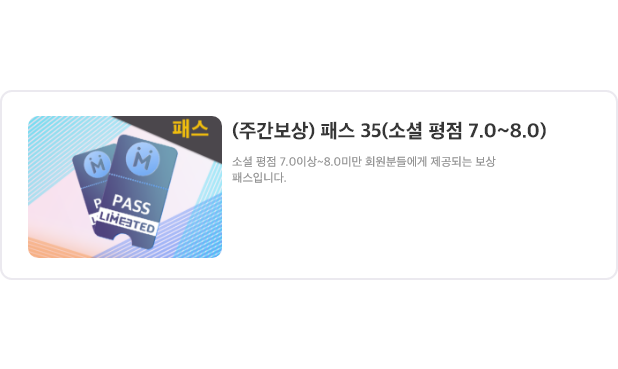 패스
(주간보상) 패스 35(소셜 평점 7.0~8.0)
소셜 평점 7.0이상~8.0미만 회원분들에게 제공되는 보상
패스입니다.
PASS
LIMEETED